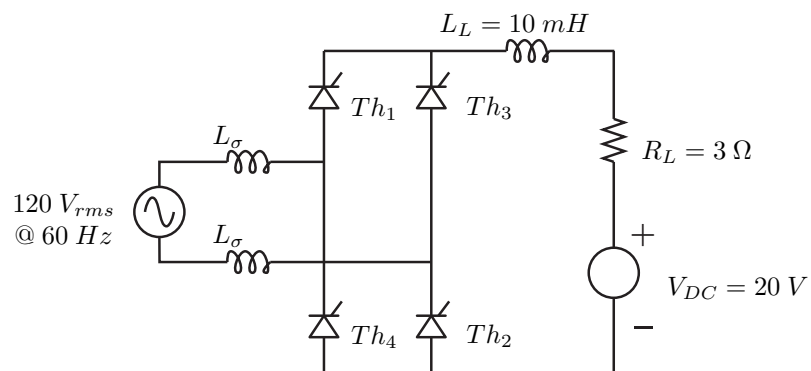 L_L = 10 mH
Th_1
Th_3
L_σ
R_L = 3 Ω
120 V_rms
@ 60 Hz
L_σ
+
V_DC = 20 V
−
Th_4
Th_2